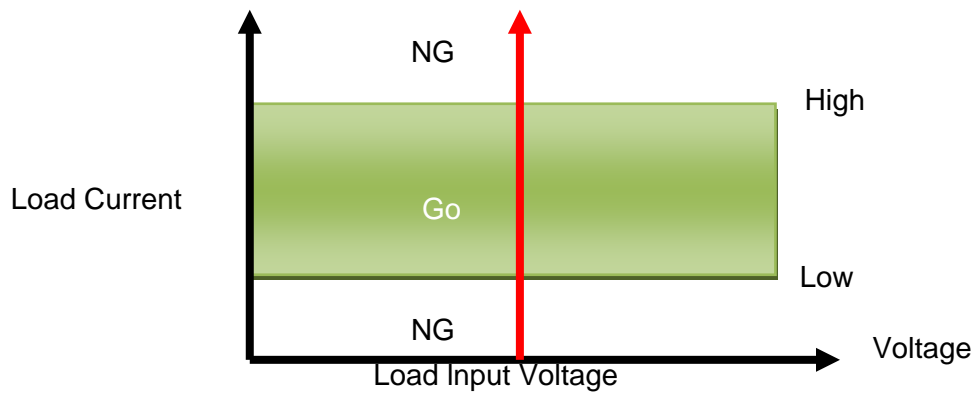 NG
High
Load Current
Go
Low
NG
Voltage
Load Input Voltage